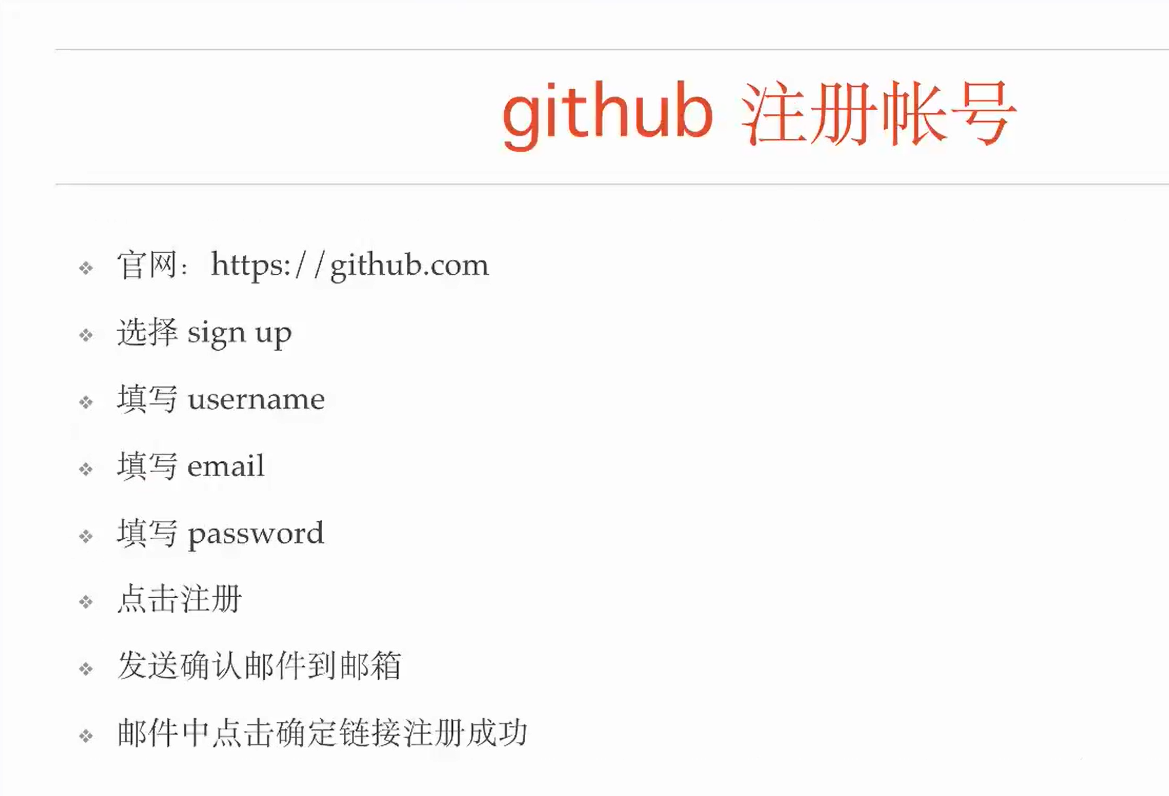 github 注册帐号
官网：https://github.com
选择 sign up
填写 username
填写 email
填写 password
点击注册
发送确认邮件到邮箱
邮件中点击确定链接注册成功